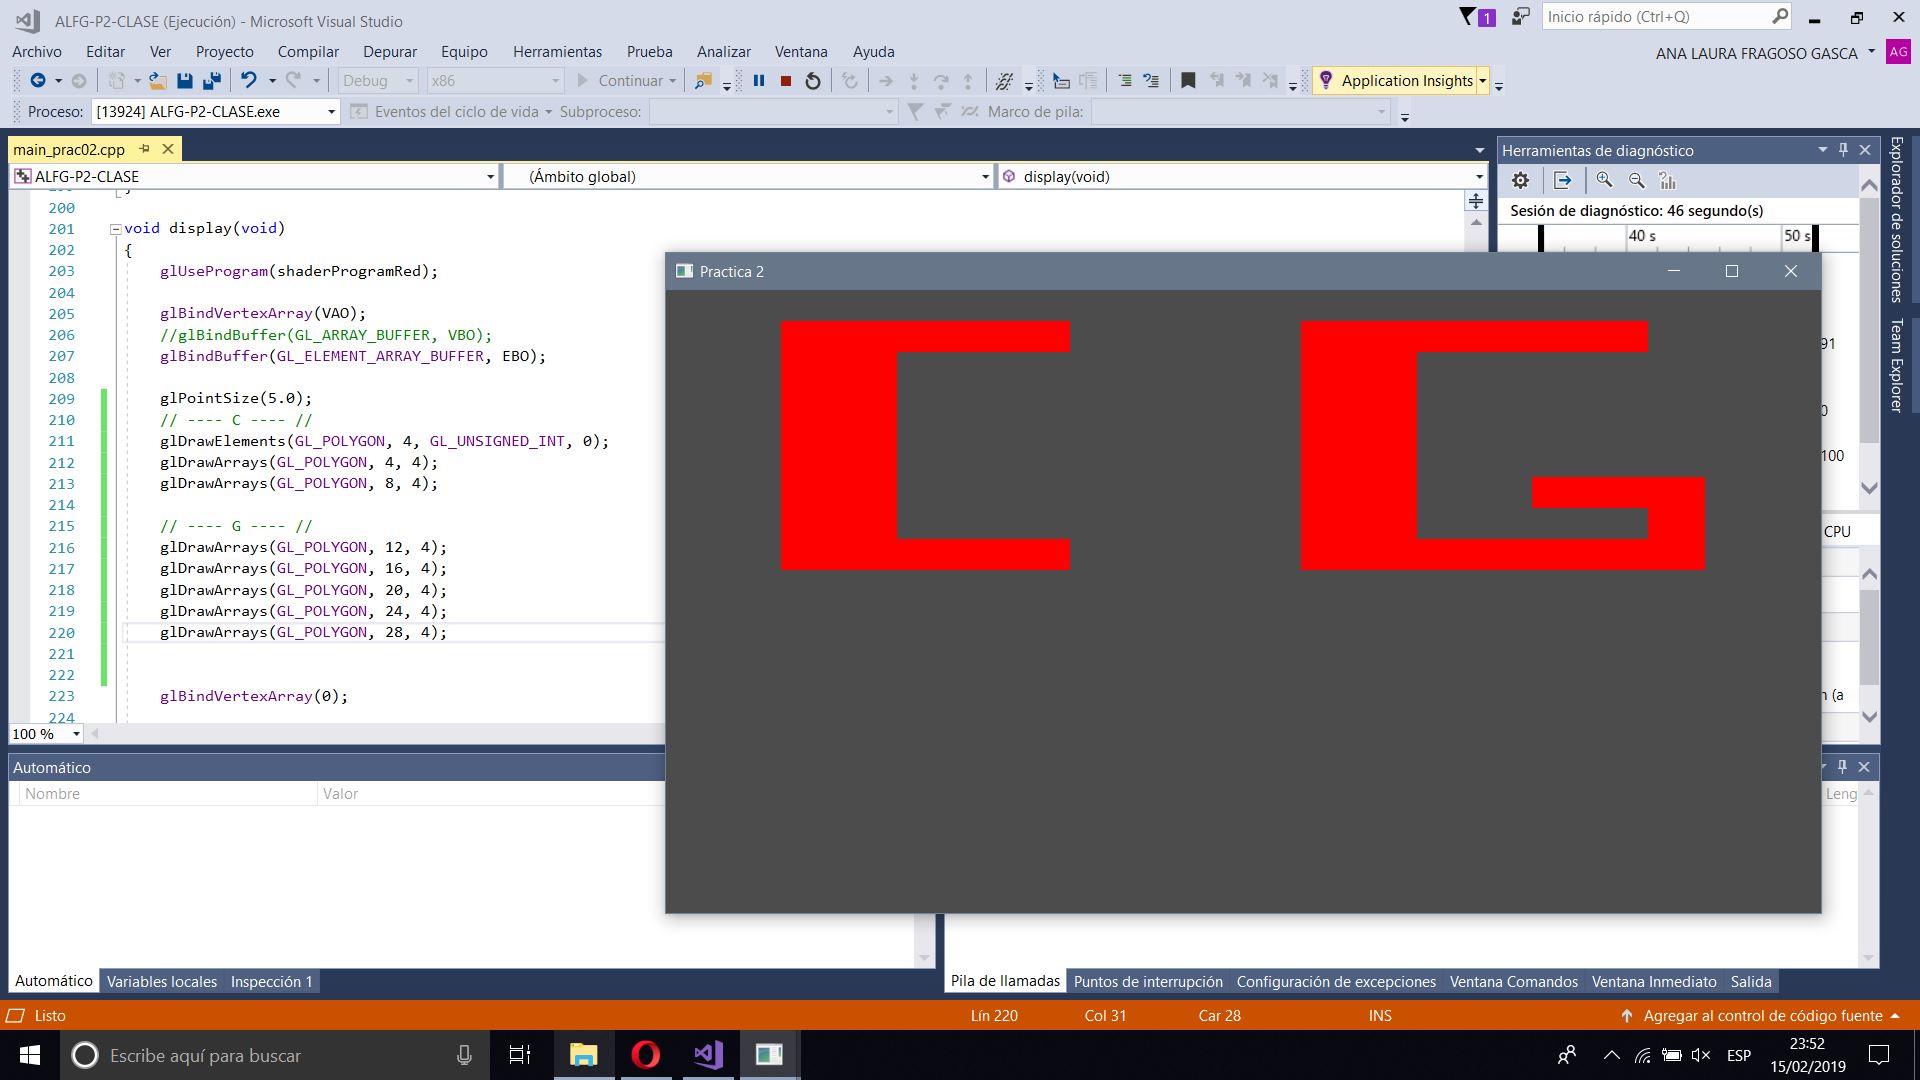 ALFG-P2-CLASE (Ejecución) - Microsoft Visual Studio
1
Inicio rápido (Ctrl+Q)
Archivo Editar Ver Proyecto Compilar Depurar Equipo Herramientas Prueba Analizar Ventana Ayuda
ANA LAURA FRAGOSO GASCA AG
Debug x86 Continuar Application Insights
Proceso: [13924] ALFG-P2-CLASE.exe Eventos del ciclo de vida Subproceso: Marco de pila:
main_prac02.cpp
ALFG-P2-CLASE (Ámbito global) display(void)
200
201 void display(void)
202 {
203 glUseProgram(shaderProgramRed);
204
205 glBindVertexArray(VAO);
206 //glBindBuffer(GL_ARRAY_BUFFER, VBO);
207 glBindBuffer(GL_ELEMENT_ARRAY_BUFFER, EBO);
208
209 glPointSize(5.0);
210 // ---- C ---- //
211 glDrawElements(GL_POLYGON, 4, GL_UNSIGNED_INT, 0);
212 glDrawArrays(GL_POLYGON, 4, 4);
213 glDrawArrays(GL_POLYGON, 8, 4);
214
215 // ---- G ---- //
216 glDrawArrays(GL_POLYGON, 12, 4);
217 glDrawArrays(GL_POLYGON, 16, 4);
218 glDrawArrays(GL_POLYGON, 20, 4);
219 glDrawArrays(GL_POLYGON, 24, 4);
220 glDrawArrays(GL_POLYGON, 28, 4);
221
222
223 glBindVertexArray(0);
224
100 %
Practica 2
C G
Herramientas de diagnóstico
Sesión de diagnóstico: 46 segundo(s)
40 s 50 s
91
0
100
CPU
n (a
Explorador de soluciones
Team Explorer
Automático
Nombre Valor
Leng
Automático Variables locales Inspección 1
Pila de llamadas Puntos de interrupción Configuración de excepciones Ventana Comandos Ventana Inmediato Salida
Listo Lín 220 Col 31 Car 28 INS Agregar al control de código fuente
Escribe aquí para buscar
ESP
23:52
15/02/2019